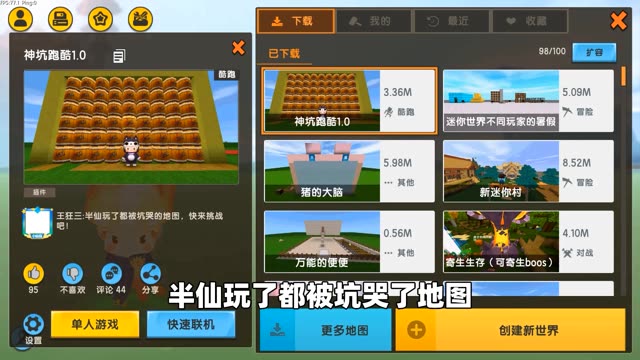 FPS:77.1 Ping:0
下载
我的
最近
收藏
神坑跑酷1.0
已下载
98/100
扩容
酷跑
插件
王狂三:半仙玩了都被坑哭的地图，快来挑战吧!
95
不喜欢
评论 44
分享
设置
单人游戏
快速联机
神坑跑酷1.0
3.36M
酷跑
迷你世界不同玩家的暑假
5.09M
冒险
猪的大脑
5.98M
其他
新迷你村
8.52M
冒险
万能的便便
0.56M
其他
寄生生存（可寄生boos）
4.10M
对战
半仙玩了都被坑哭了地图
更多地图
创建新世界